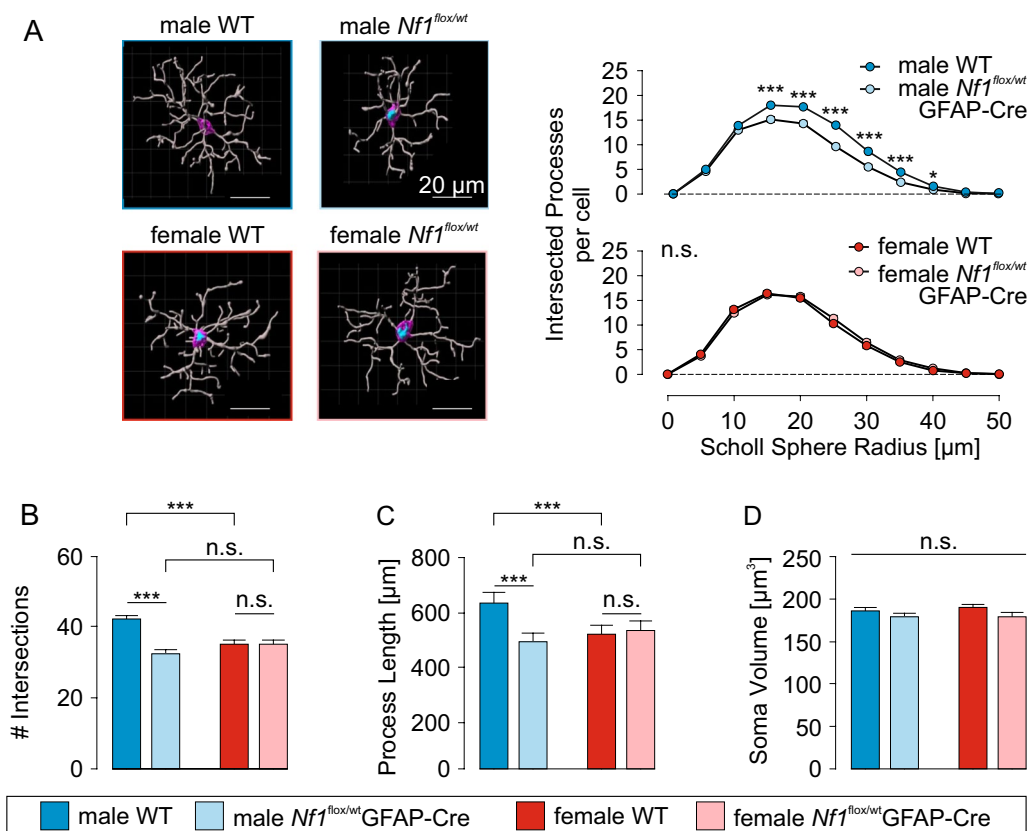 A
male WT
male Nf1flox/wt
20 µm
female WT
female Nf1flox/wt
Intersected Processes
per cell
25
20
15
10
5
0
***
***
***
***
***
*
male WT
male Nf1flox/wt
GFAP-Cre
n.s.
25
20
15
10
5
0
female WT
female Nf1flox/wt
GFAP-Cre
0 10 20 30 40 50
Scholl Sphere Radius [µm]
B
# Intersections
60
40
20
0
***
n.s.
***
n.s.
C
Process Length [µm]
800
600
400
200
0
***
n.s.
***
n.s.
D
Soma Volume [µm³]
250
200
150
100
50
0
n.s.
male WT male Nf1flox/wtGFAP-Cre female WT female Nf1flox/wtGFAP-Cre